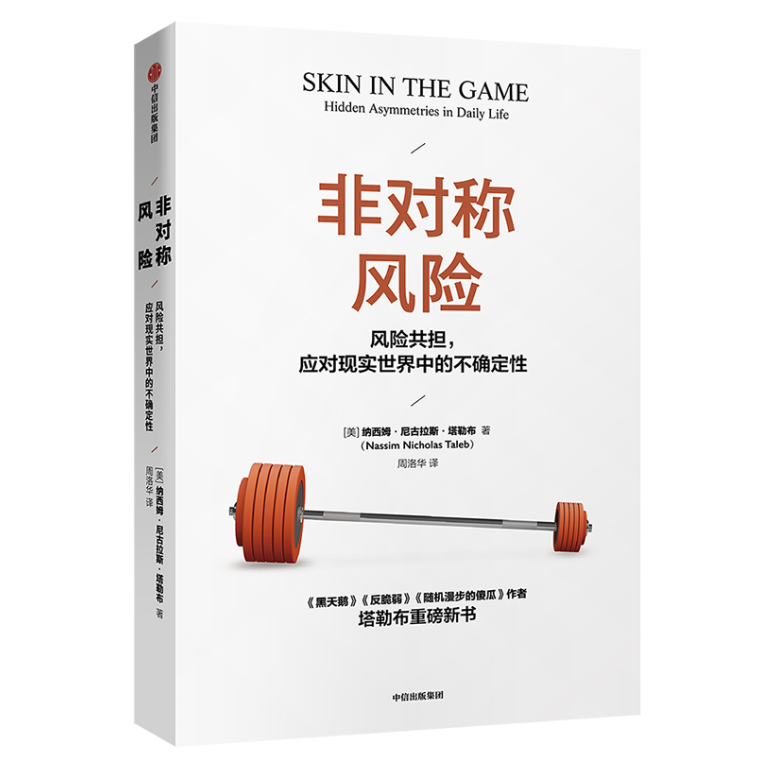 SKIN IN THE GAME
Hidden Asymmetries in Daily Life
非对称
风险
风险共担，
应对现实世界中的不确定性
[美] 纳西姆·尼古拉斯·塔勒布 著
（Nassim Nicholas Taleb）
周洛华 译
《黑天鹅》《反脆弱》《随机漫步的傻瓜》作者
塔勒布重磅新书
中信出版集团
中信出版集团
非对称
风险
风险共担，
应对现实世界中的不确定性
[美] 纳西姆·尼古拉斯·塔勒布 著
周洛华 译